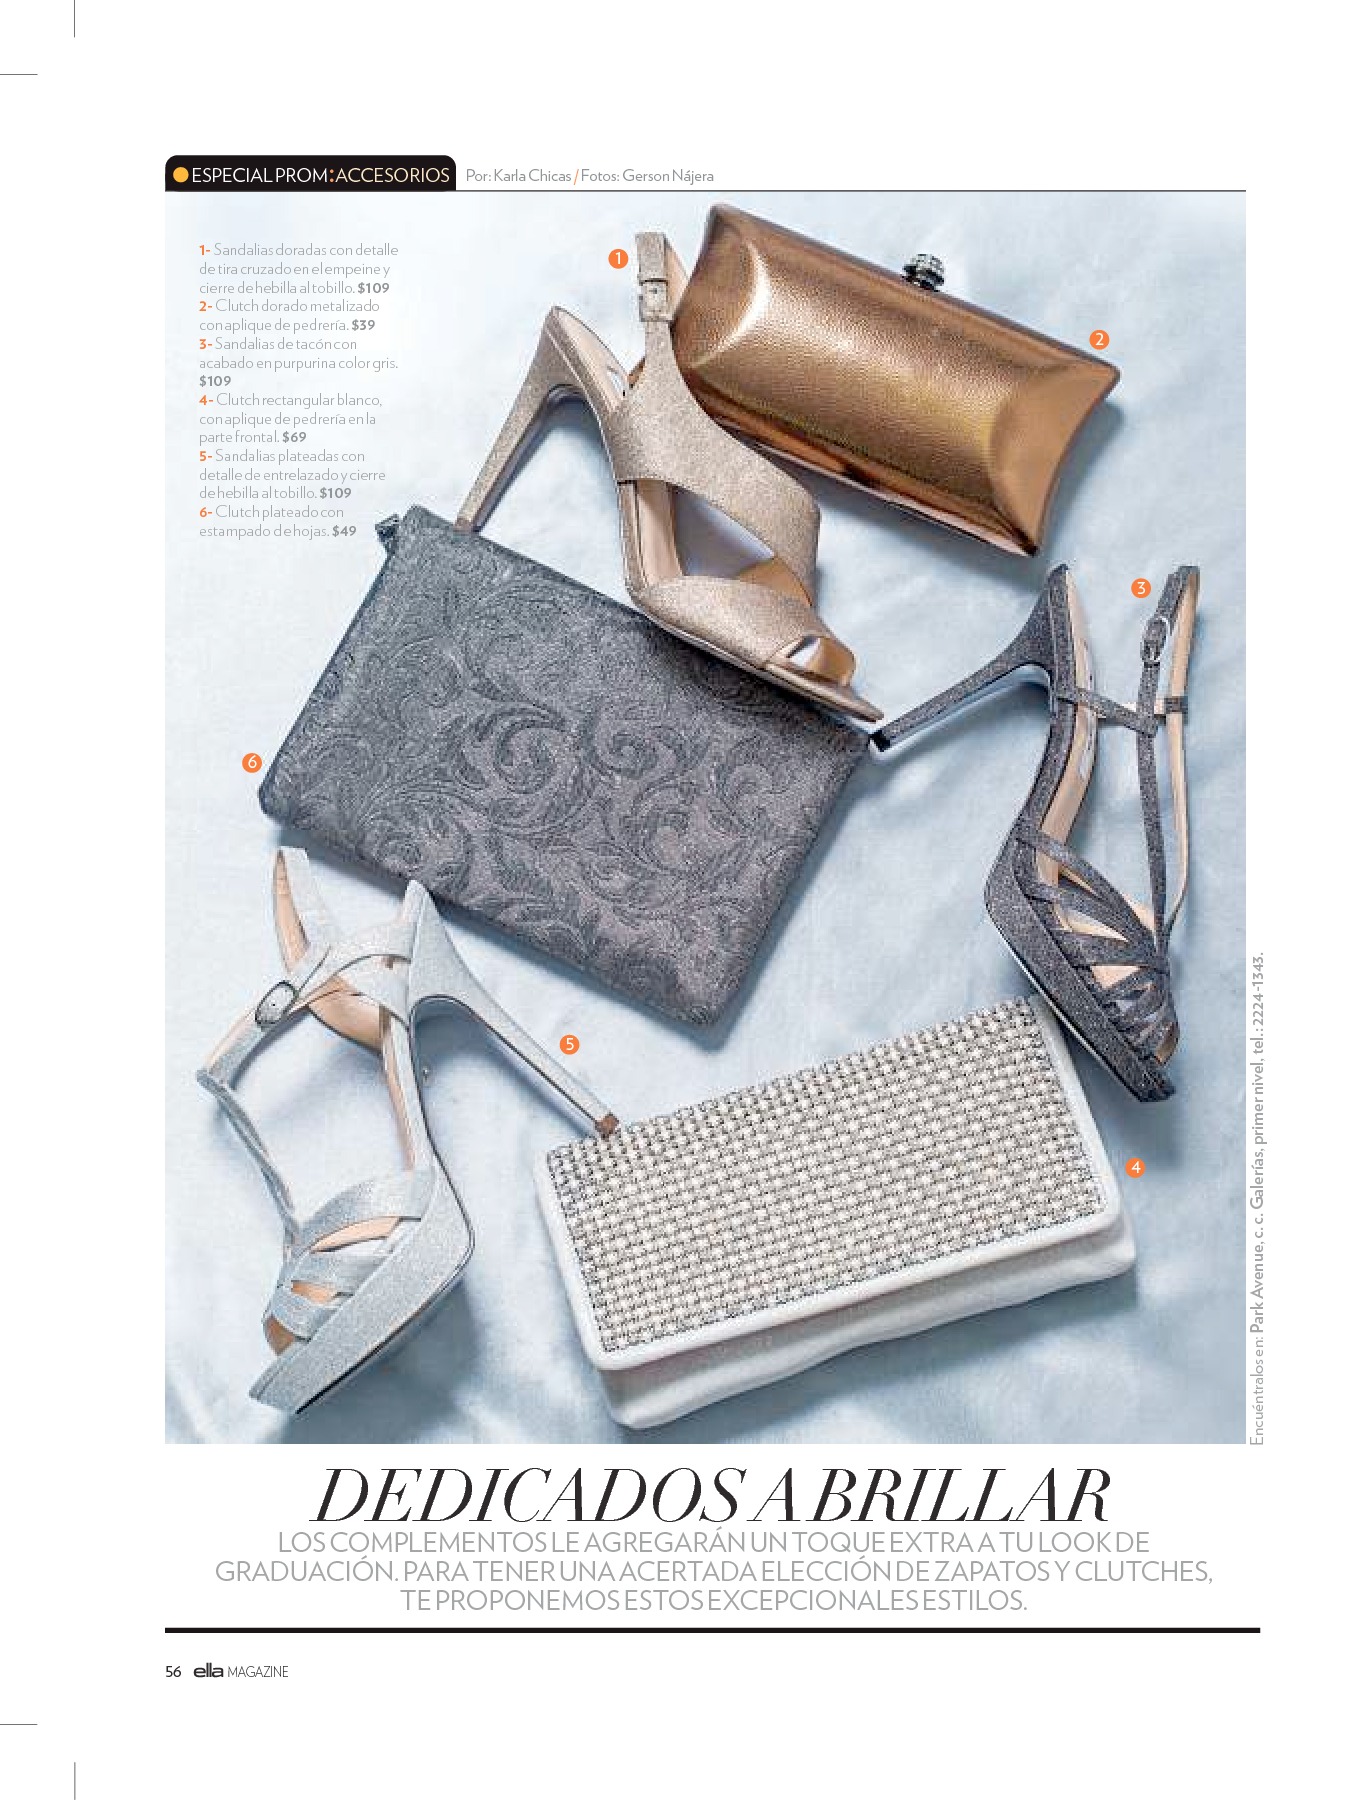 ESPECIAL PROM:ACCESORIOS Por: Karla Chicas / Fotos: Gerson Nájera
1- Sandalias doradas con detalle
de tira cruzado en el empeine y
cierre de hebilla al tobillo. $109
2- Clutch dorado metalizado
con aplique de pedrería. $39
3- Sandalias de tacón con
acabado en purpurina color gris.
$109
4- Clutch rectangular blanco,
con aplique de pedrería en la
parte frontal. $69
5- Sandalias plateadas con
detalle de entrelazado y cierre
de hebilla al tobillo. $109
6- Clutch plateado con
estampado de hojas. $49
1
2
3
6
5
4
Encuéntralos en: Park Avenue, c. c. Galerías, primer nivel, tel.: 2224-1343.
DEDICADOS A BRILLAR
LOS COMPLEMENTOS LE AGREGARÁN UN TOQUE EXTRA A TU LOOK DE
GRADUACIÓN. PARA TENER UNA ACERTADA ELECCIÓN DE ZAPATOS Y CLUTCHES,
TE PROPONEMOS ESTOS EXCEPCIONALES ESTILOS.
56 ella MAGAZINE